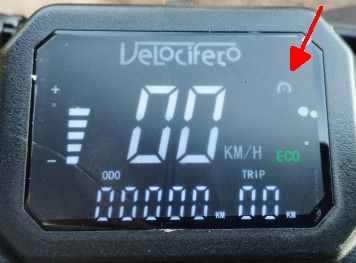 VELOCIFERO
+
00
KM/H
ECO
−
ODO TRIP
00000 KM 00 KM